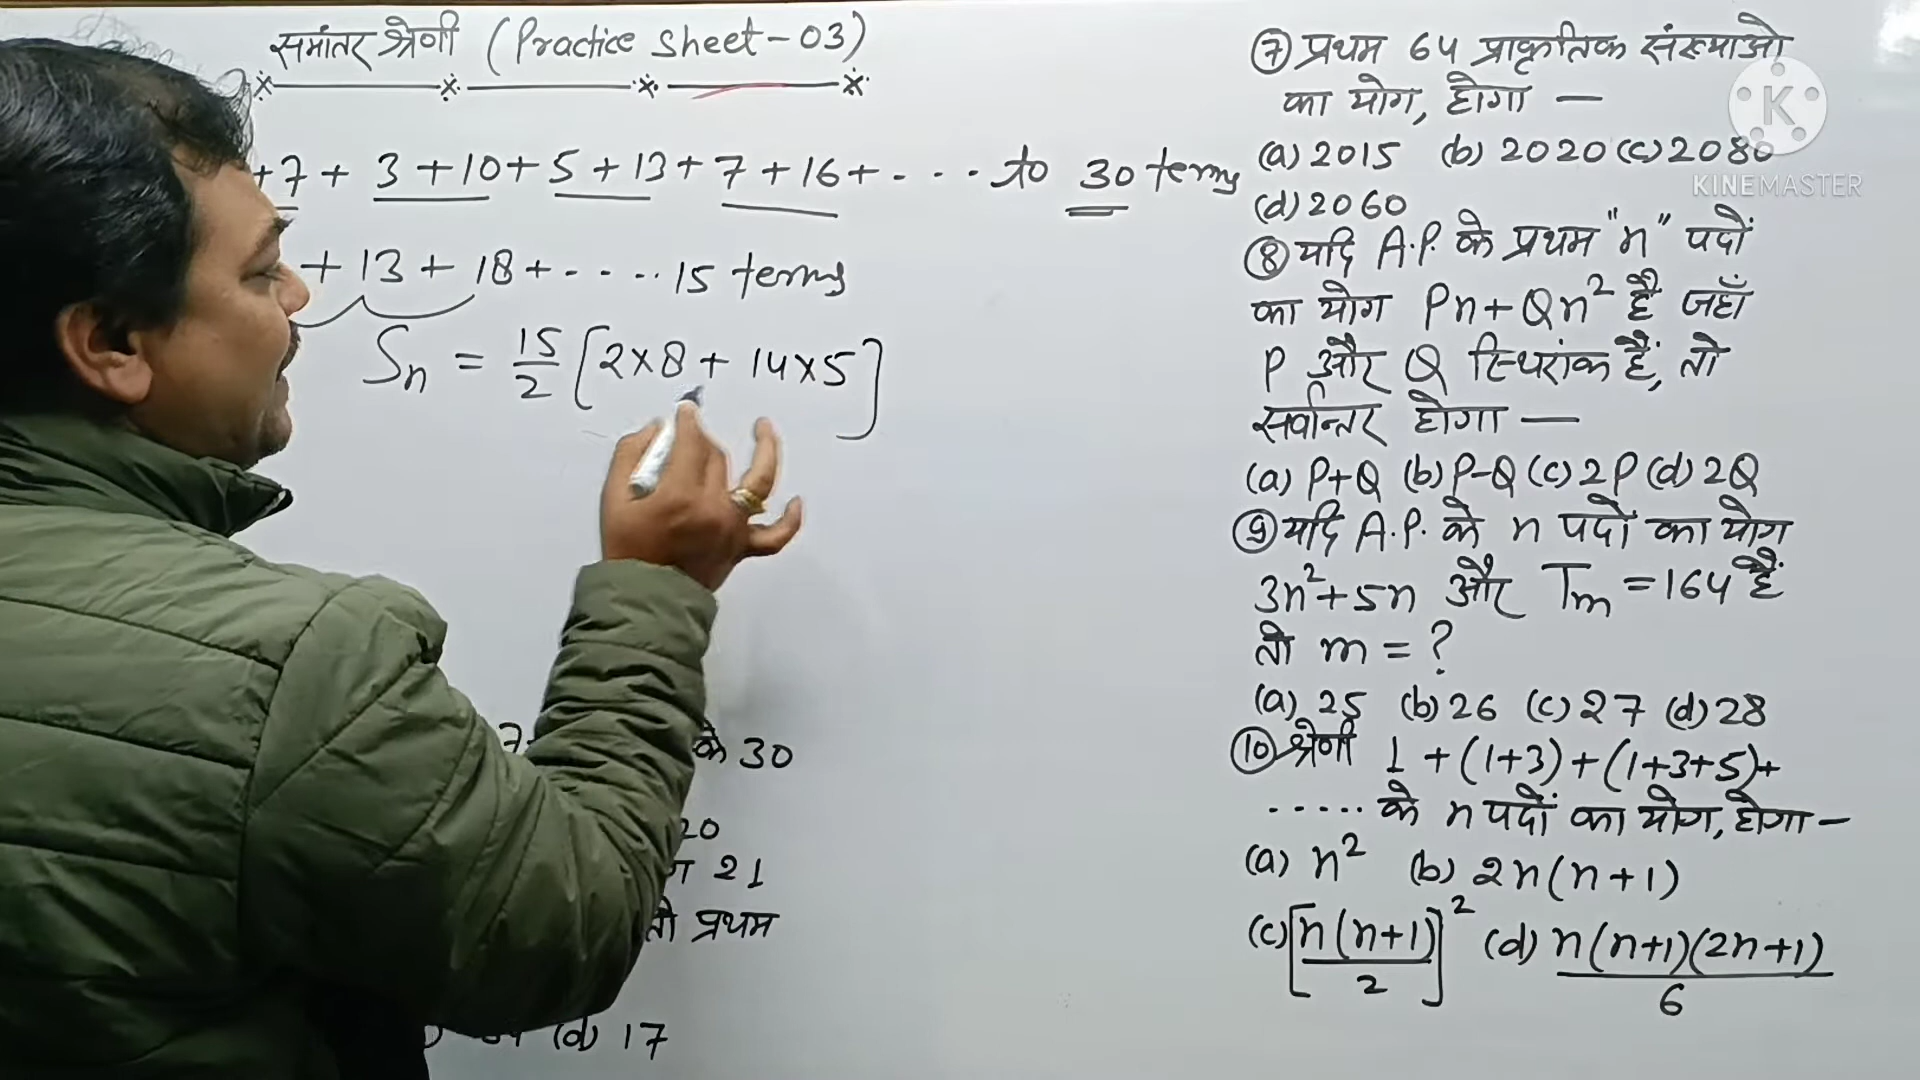 समांतर श्रेणी (Practice Sheet-03)
+7 + 3+10+ 5+13+7+16+ - - - to 30 terms
+ 13 + 18 + - - - - 15 terms
Sn = 15/2 [2×8+ 14×5]
के 30
20
21
तो प्रथम
(d) 17
⑦ प्रथम 64 प्राकृतिक संख्याओ
का योग, होगा —
(a) 2015 (b) 2020 (c) 2080
(d) 2060
⑧ यदि A.P. के प्रथम "n" पदों
का योग Pn+Qn² है जहाँ
P और Q स्थिरांक हैं, तो
सर्वान्तर होगा —
(a) P+Q (b) P-Q (c) 2P (d) 2Q
⑨ यदि A.P. के n पदों का योग
3n²+5n और Tm = 164 हैं
तो m = ?
(a) 25 (b) 26 (c) 27 (d) 28
⑩ श्रेणी 1 + (1+3) + (1+3+5)+
- - - - - के n पदों का योग, होगा —
(a) n² (b) 2n(n+1)
(c) [n(n+1)/2]² (d) n(n+1)(2n+1)/6
K
KINEMASTER